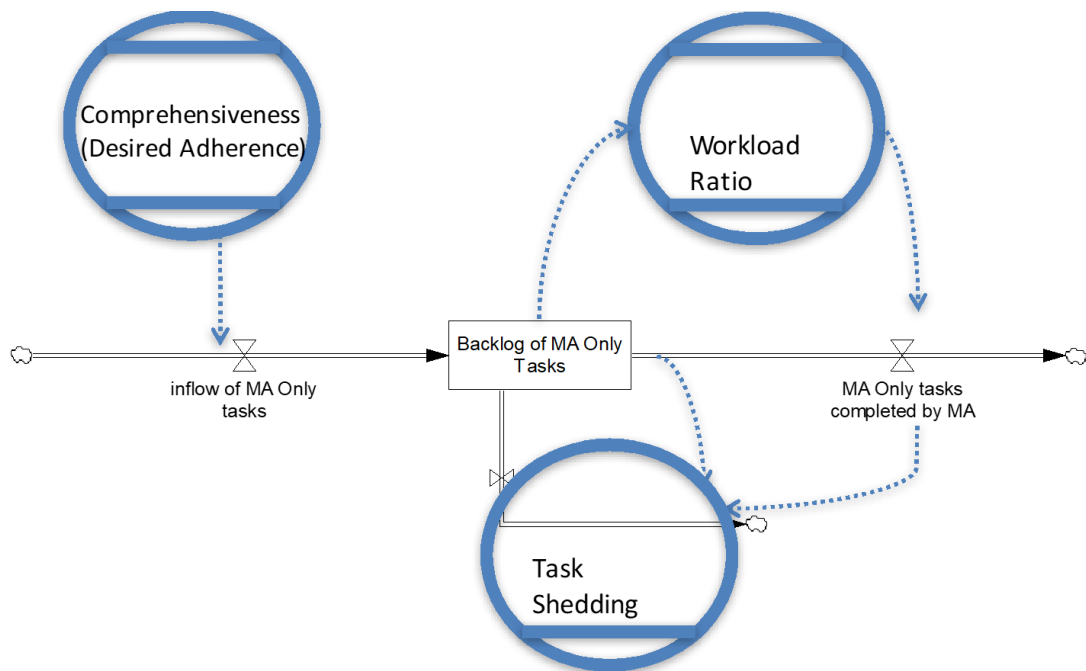 Comprehensiveness
(Desired Adherence)
Workload
Ratio
Backlog of MA Only
Tasks
inflow of MA Only
tasks
MA Only tasks
completed by MA
Task
Shedding